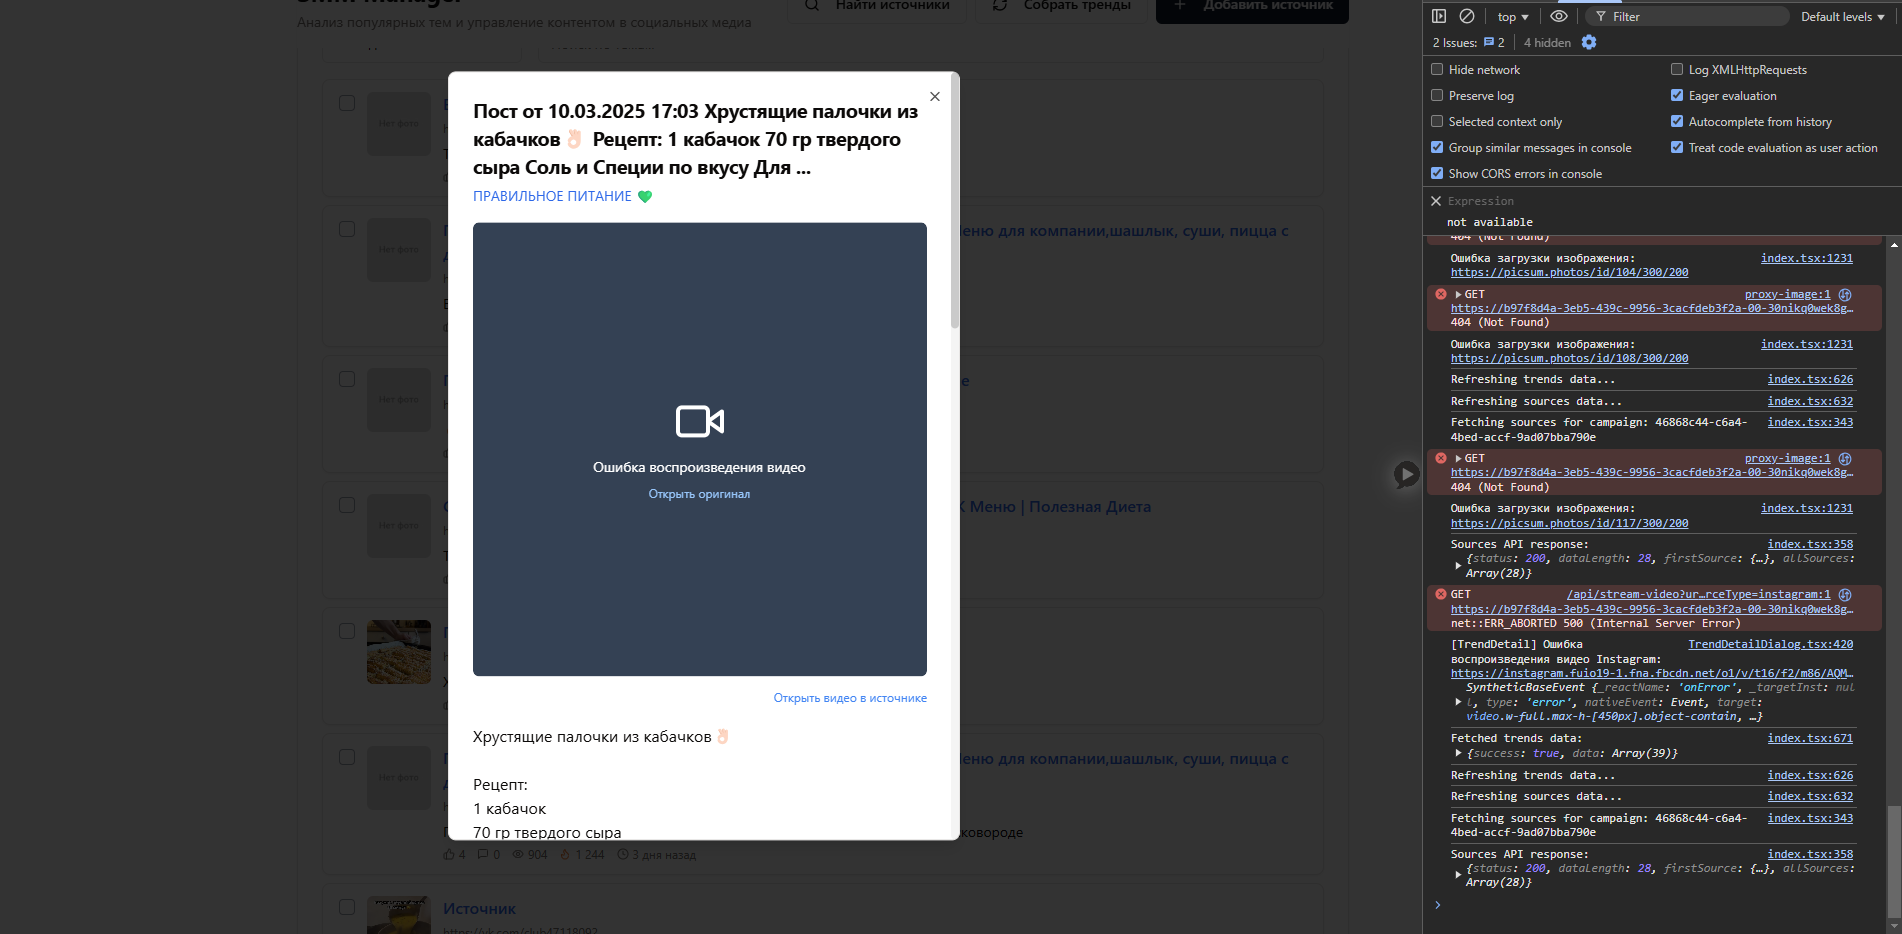 Анализ популярных тем и управление контентом в социальных медиа
Найти источники
Собрать тренды
Добавить источник
Нет фото
Нет фото
Меню для компании,шашлык, суши, пицца с
Нет фото
Нет фото
К Меню | Полезная Диета
Нет фото
Меню для компании,шашлык, суши, пицца с
ковороде
4 0 904 1 244 3 дня назад
Источник
https://vk.com/club47118092
Пост от 10.03.2025 17:03 Хрустящие палочки из
кабачков👌🏻 Рецепт: 1 кабачок 70 гр твердого
сыра Соль и Специи по вкусу Для ...
ПРАВИЛЬНОЕ ПИТАНИЕ 💚
Ошибка воспроизведения видео
Открыть оригинал
Открыть видео в источнике
Хрустящие палочки из кабачков👌🏻
Рецепт:
1 кабачок
70 гр твердого сыра
top
Filter
Default levels
2 Issues: 2 4 hidden
Hide network
Log XMLHttpRequests
Preserve log
Eager evaluation
Selected context only
Autocomplete from history
Group similar messages in console
Treat code evaluation as user action
Show CORS errors in console
Expression
not available
404 (Not Found)
Ошибка загрузки изображения: index.tsx:1231
https://picsum.photos/id/104/300/200
GET proxy-image:1
https://b97f8d4a-3eb5-439c-9956-3cacfdeb3f2a-00-30nikq0wek8g…
404 (Not Found)
Ошибка загрузки изображения: index.tsx:1231
https://picsum.photos/id/108/300/200
Refreshing trends data... index.tsx:626
Refreshing sources data... index.tsx:632
Fetching sources for campaign: 46868c44-c6a4- index.tsx:343
4bed-accf-9ad07bba790e
GET proxy-image:1
https://b97f8d4a-3eb5-439c-9956-3cacfdeb3f2a-00-30nikq0wek8g…
404 (Not Found)
Ошибка загрузки изображения: index.tsx:1231
https://picsum.photos/id/117/300/200
Sources API response: index.tsx:358
{status: 200, dataLength: 28, firstSource: {…}, allSources:
Array(28)}
GET /api/stream-video?ur…rceType=instagram:1
https://b97f8d4a-3eb5-439c-9956-3cacfdeb3f2a-00-30nikq0wek8g…
net::ERR_ABORTED 500 (Internal Server Error)
[TrendDetail] Ошибка TrendDetailDialog.tsx:420
воспроизведения видео Instagram:
https://instagram.fuio19-1.fna.fbcdn.net/o1/v/t16/f2/m86/AQM…
SyntheticBaseEvent {_reactName: 'onError', _targetInst: nul
l, type: 'error', nativeEvent: Event, target:
video.w-full.max-h-[450px].object-contain, …}
Fetched trends data: index.tsx:671
{success: true, data: Array(39)}
Refreshing trends data... index.tsx:626
Refreshing sources data... index.tsx:632
Fetching sources for campaign: 46868c44-c6a4- index.tsx:343
4bed-accf-9ad07bba790e
Sources API response: index.tsx:358
{status: 200, dataLength: 28, firstSource: {…}, allSources:
Array(28)}